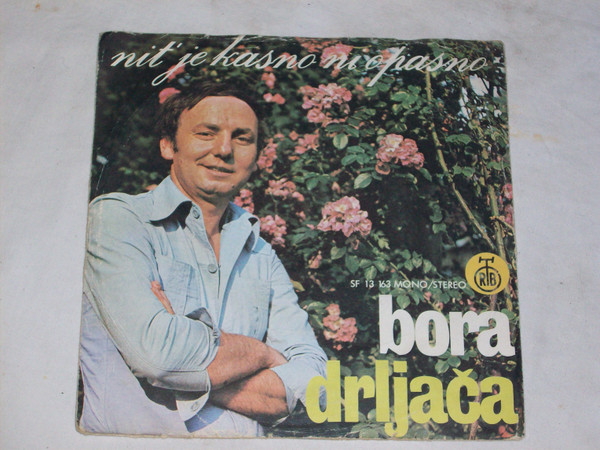 nit' je kasno ni opasno
SF 13 163 MONO/STEREO
RTB
bora
drljača